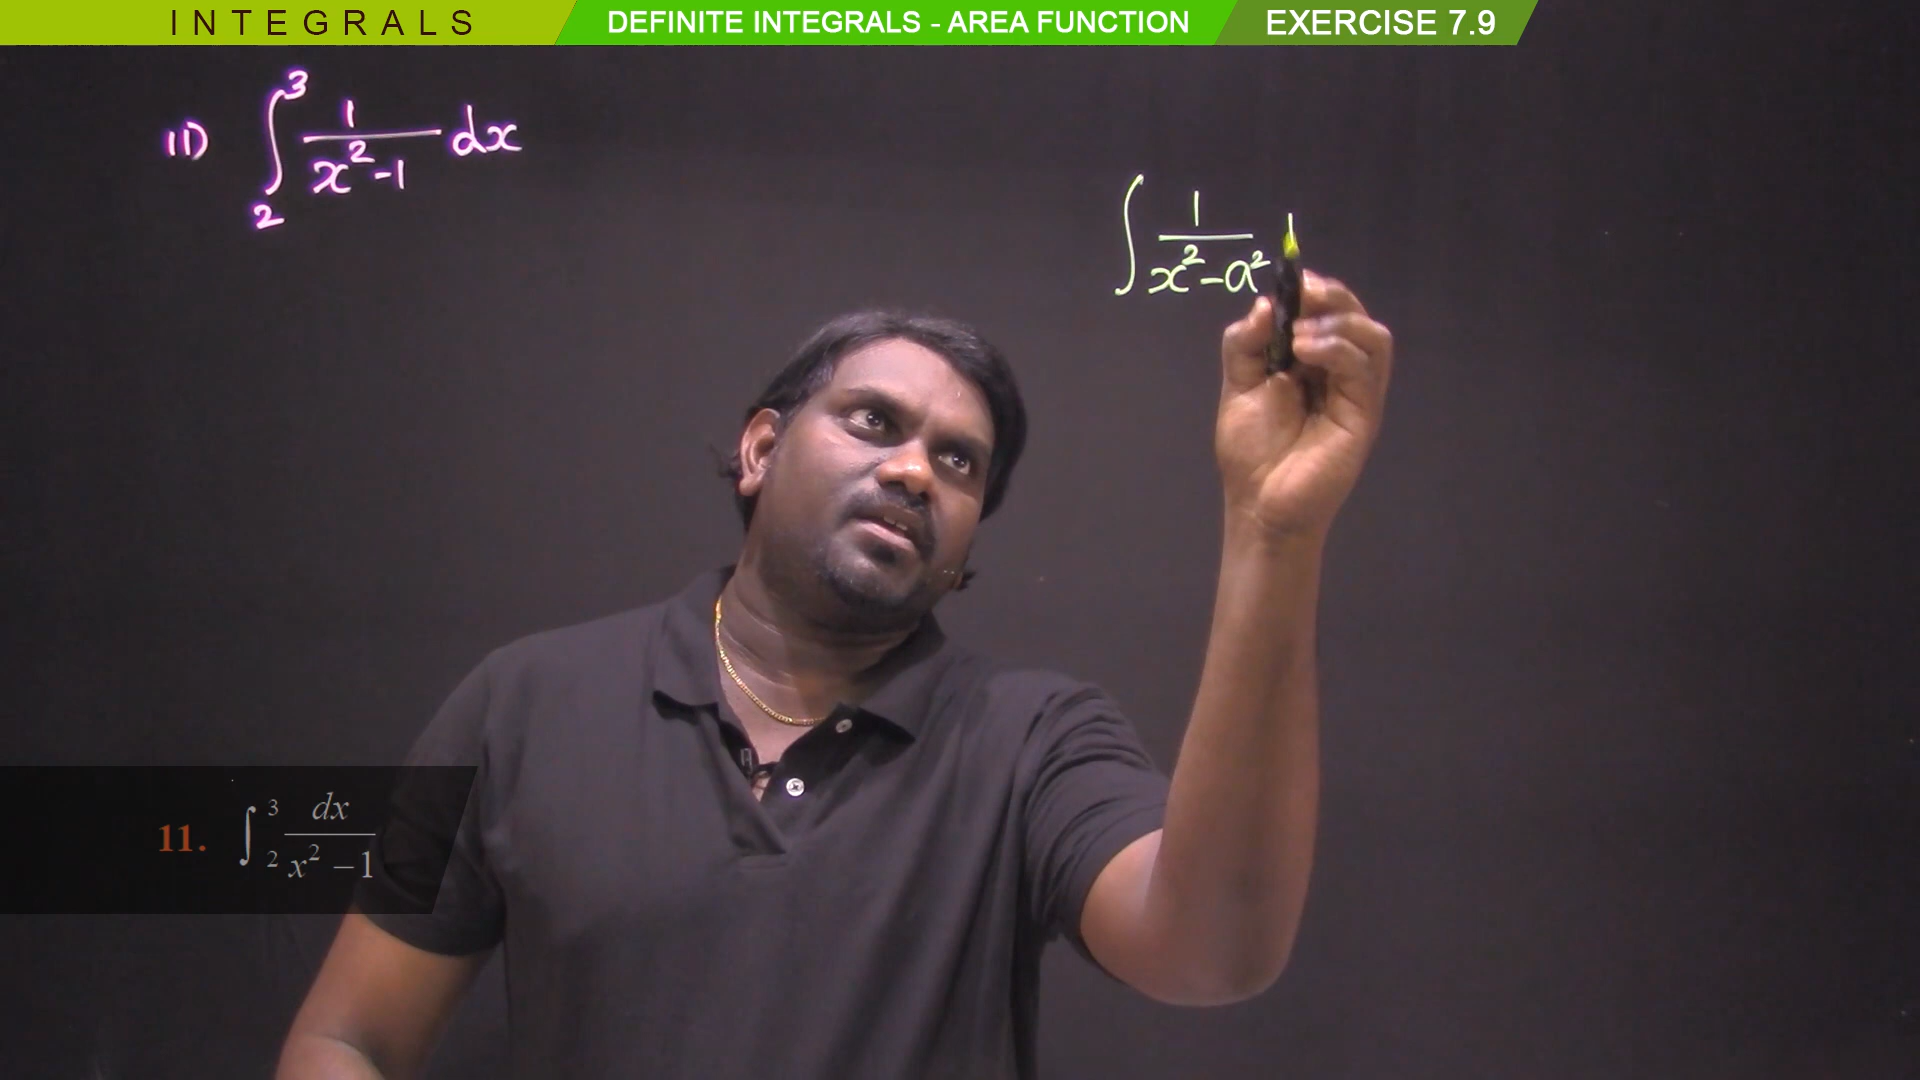 INTEGRALS DEFINITE INTEGRALS - AREA FUNCTION EXERCISE 7.9
11) ∫₂³ 1/(x²-1) dx
∫ 1/(x²-a²)
11. ∫₂³ dx/(x² – 1)